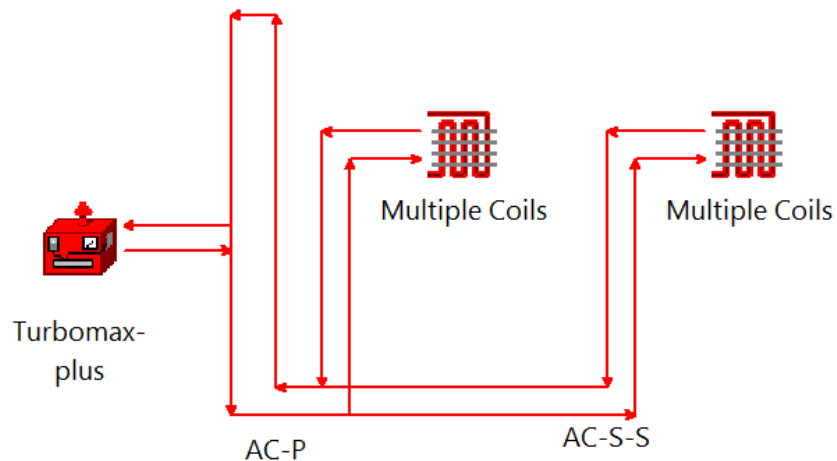 Multiple Coils
Multiple Coils
Turbomax-
plus
AC-P
AC-S-S